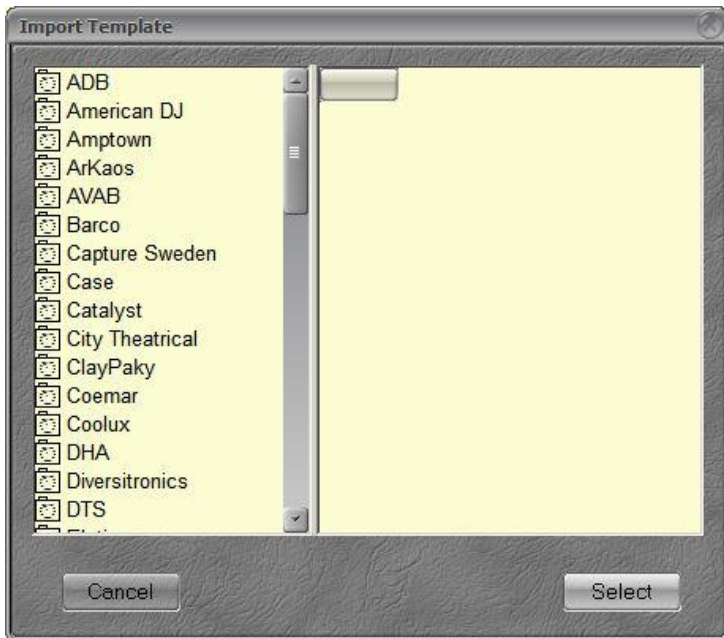 Import Template
ADB
American DJ
Amptown
ArKaos
AVAB
Barco
Capture Sweden
Case
Catalyst
City Theatrical
ClayPaky
Coemar
Coolux
DHA
Diversitronics
DTS
Cancel
Select